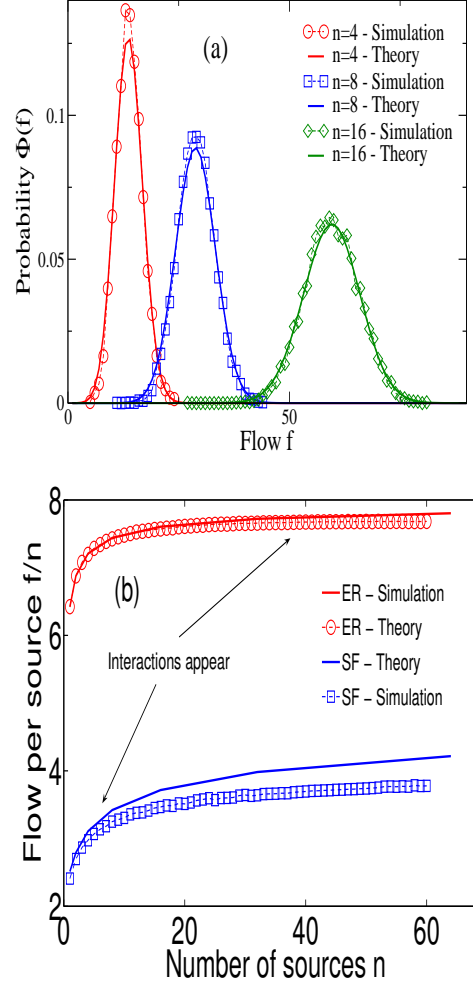 (a)
n=4 - Simulation
n=4 - Theory
n=8 - Simulation
n=8 - Theory
n=16 - Simulation
n=16 - Theory
Probability Φ(f)
0.1
0.05
0
0
50
Flow f
8
6
4
2
(b)
ER – Simulation
ER – Theory
SF – Theory
SF – Simulation
Interactions appear
Flow per source f/n
0
20
40
60
Number of sources n